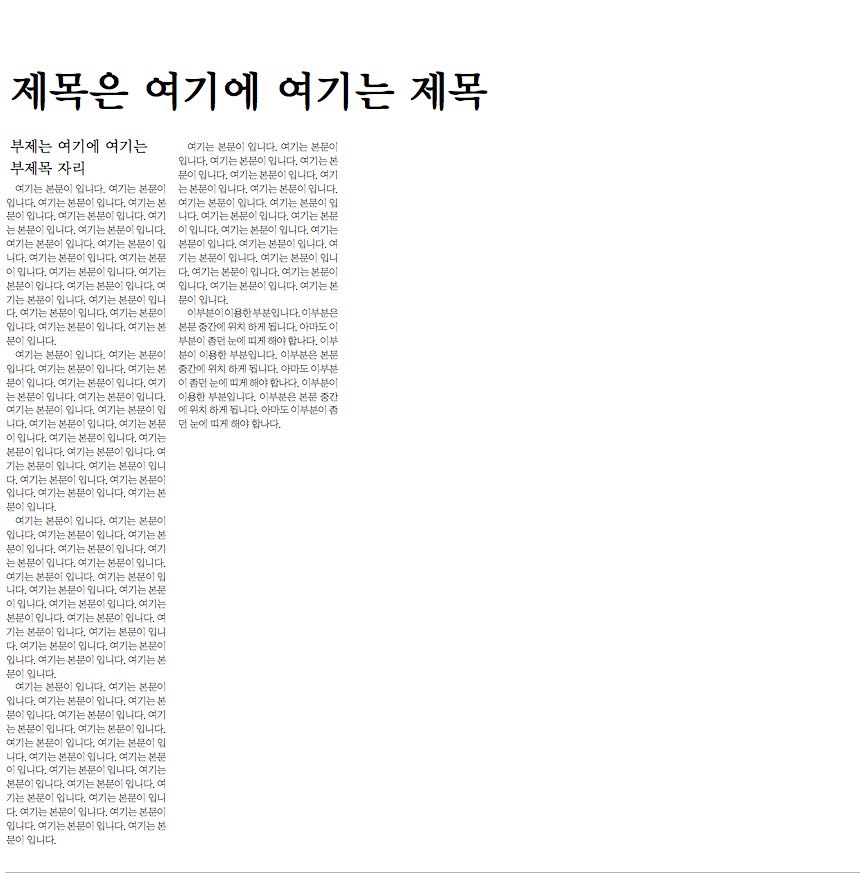 제목은 여기에 여기는 제목
부제는 여기에 여기는
부제목 자리
여기는 본문이 입니다. 여기는 본문이
입니다. 여기는 본문이 입니다. 여기는 본
문이 입니다. 여기는 본문이 입니다. 여기
는 본문이 입니다. 여기는 본문이 입니다.
여기는 본문이 입니다. 여기는 본문이 입
니다. 여기는 본문이 입니다. 여기는 본문
이 입니다. 여기는 본문이 입니다. 여기는
본문이 입니다. 여기는 본문이 입니다. 여
기는 본문이 입니다. 여기는 본문이 입니
다. 여기는 본문이 입니다. 여기는 본문이
입니다. 여기는 본문이 입니다. 여기는 본
문이 입니다.
여기는 본문이 입니다. 여기는 본문이
입니다. 여기는 본문이 입니다. 여기는 본
문이 입니다. 여기는 본문이 입니다. 여기
는 본문이 입니다. 여기는 본문이 입니다.
여기는 본문이 입니다. 여기는 본문이 입
니다. 여기는 본문이 입니다. 여기는 본문
이 입니다. 여기는 본문이 입니다. 여기는
본문이 입니다. 여기는 본문이 입니다. 여
기는 본문이 입니다. 여기는 본문이 입니
다. 여기는 본문이 입니다. 여기는 본문이
입니다. 여기는 본문이 입니다. 여기는 본
문이 입니다.
여기는 본문이 입니다. 여기는 본문이
입니다. 여기는 본문이 입니다. 여기는 본
문이 입니다. 여기는 본문이 입니다. 여기
는 본문이 입니다. 여기는 본문이 입니다.
여기는 본문이 입니다. 여기는 본문이 입
니다. 여기는 본문이 입니다. 여기는 본문
이 입니다. 여기는 본문이 입니다. 여기는
본문이 입니다. 여기는 본문이 입니다. 여
기는 본문이 입니다. 여기는 본문이 입니
다. 여기는 본문이 입니다. 여기는 본문이
입니다. 여기는 본문이 입니다. 여기는 본
문이 입니다.
여기는 본문이 입니다. 여기는 본문이
입니다. 여기는 본문이 입니다. 여기는 본
문이 입니다. 여기는 본문이 입니다. 여기
는 본문이 입니다. 여기는 본문이 입니다.
여기는 본문이 입니다. 여기는 본문이 입
니다. 여기는 본문이 입니다. 여기는 본문
이 입니다. 여기는 본문이 입니다. 여기는
본문이 입니다. 여기는 본문이 입니다. 여
기는 본문이 입니다. 여기는 본문이 입니
다. 여기는 본문이 입니다. 여기는 본문이
입니다. 여기는 본문이 입니다. 여기는 본
문이 입니다.
여기는 본문이 입니다. 여기는 본문이
입니다. 여기는 본문이 입니다. 여기는 본
문이 입니다. 여기는 본문이 입니다. 여기
는 본문이 입니다. 여기는 본문이 입니다.
여기는 본문이 입니다. 여기는 본문이 입
니다. 여기는 본문이 입니다. 여기는 본문
이 입니다. 여기는 본문이 입니다. 여기는
본문이 입니다. 여기는 본문이 입니다. 여
기는 본문이 입니다. 여기는 본문이 입니
다. 여기는 본문이 입니다. 여기는 본문이
입니다. 여기는 본문이 입니다. 여기는 본
문이 입니다.
이부분이 이용한 부분입니다. 이부분은
본문 중간에 위치 하게 됩니다. 아마도 이
부분이 좀던 눈에 띠게 해야 합나다. 이부
분이 이용한 부분입니다. 이부분은 본문
중간에 위치 하게 됩니다. 아마도 이부분
이 좀던 눈에 띠게 해야 합나다. 이부분이
이용한 부분입니다. 이부분은 본문 중간
에 위치 하게 됩니다. 아마도 이부분이 좀
던 눈에 띠게 해야 합나다.